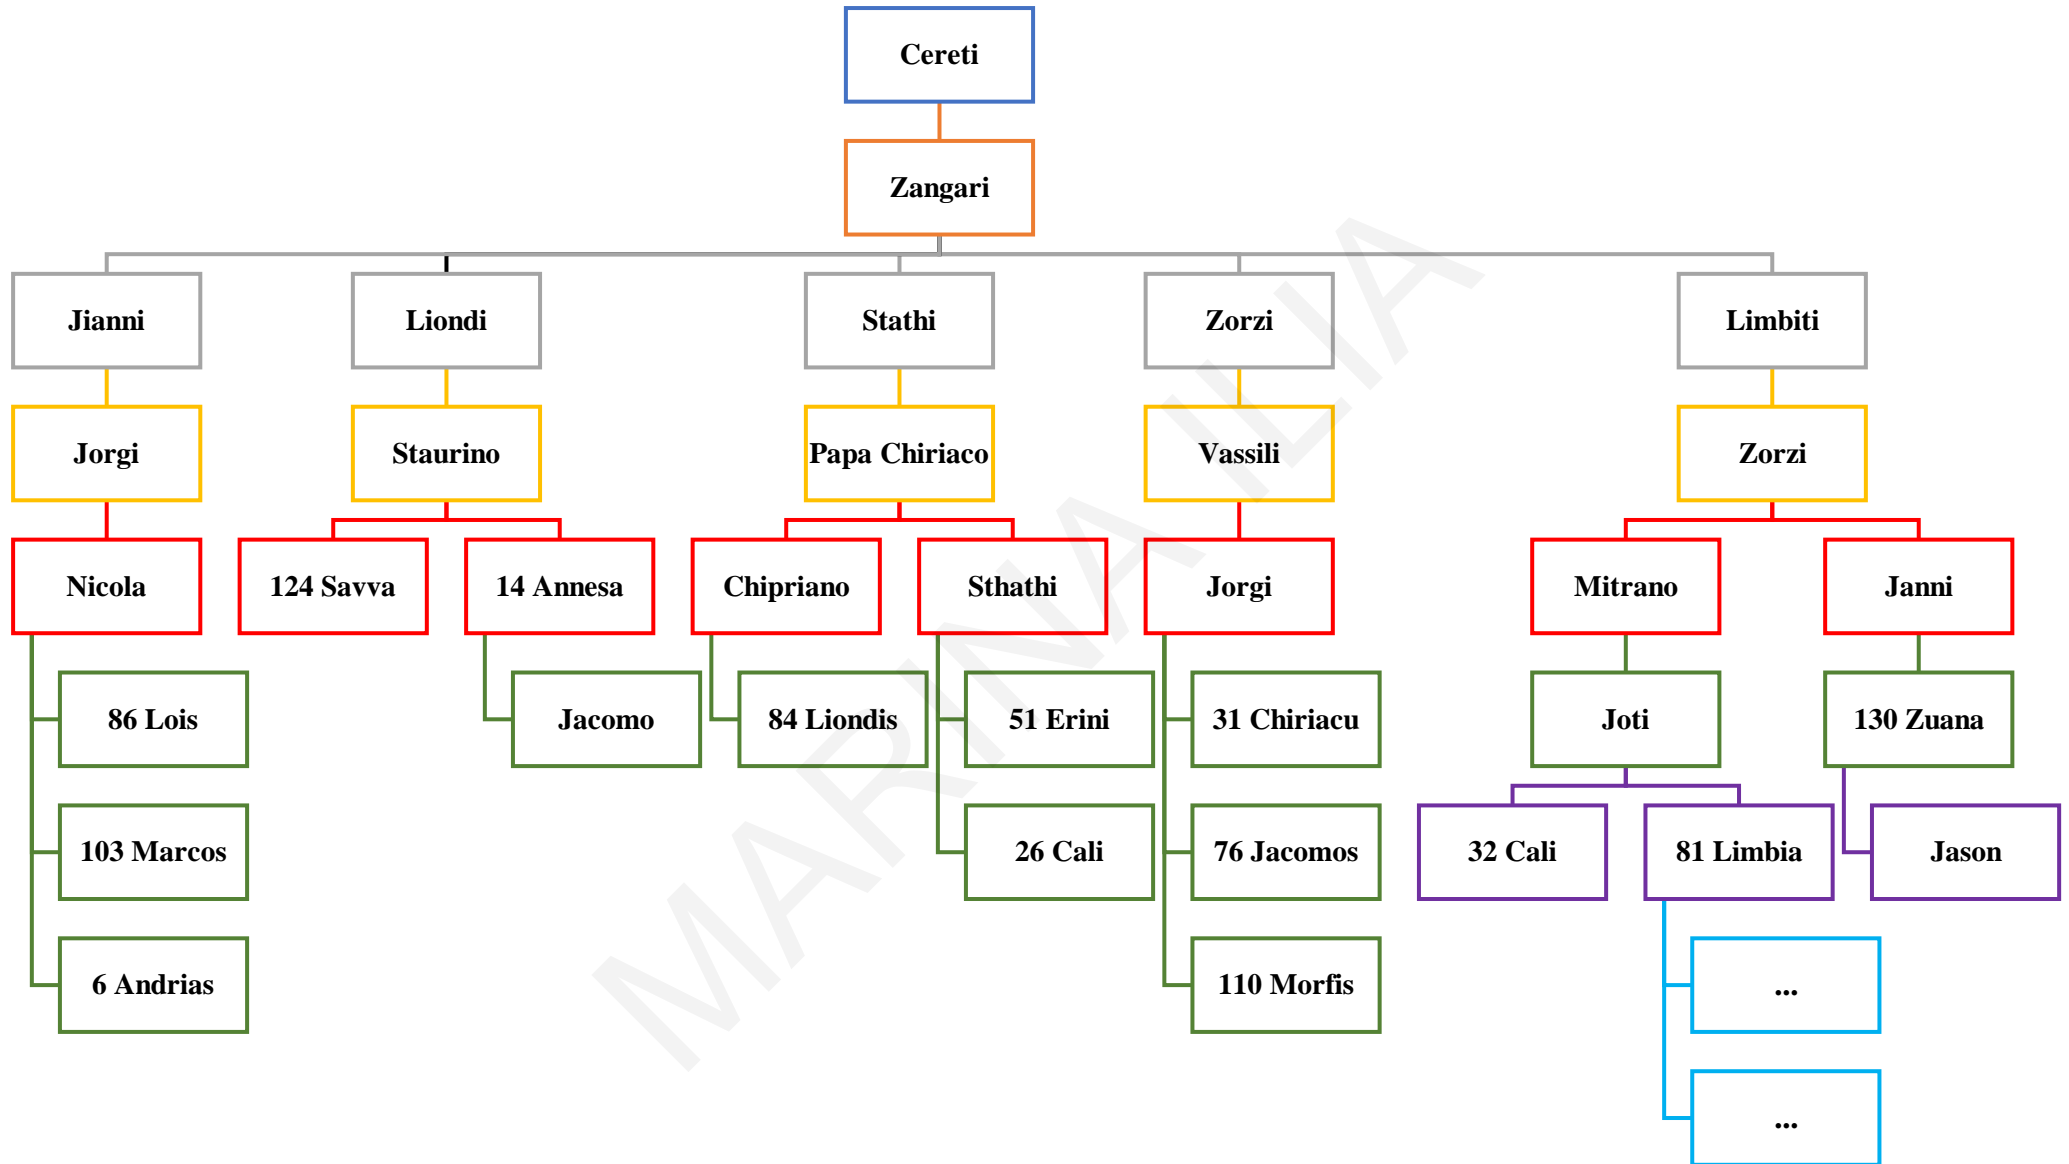 Cereti
Zangari
Jianni
Liondi
Stathi
Zorzi
Limbiti
Jorgi
Staurino
Papa Chiriaco
Vassili
Zorzi
Nicola
124 Savva
14 Annesa
Chipriano
Sthathi
Jorgi
Mitrano
Janni
86 Lois
Jacomo
84 Liondis
51 Erini
31 Chiriacu
Joti
130 Zuana
103 Marcos
26 Cali
76 Jacomos
32 Cali
81 Limbia
Jason
6 Andrias
110 Morfis
...
...
MARINA ILIA